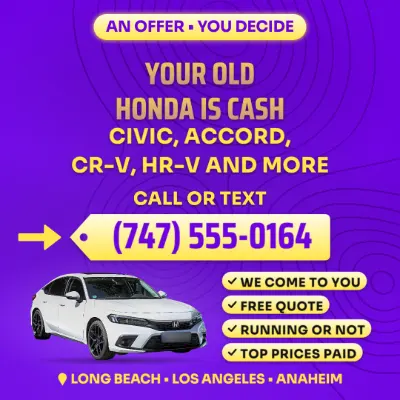 AN OFFER • YOU DECIDE
YOUR OLD
HONDA IS CASH
CIVIC, ACCORD,
CR-V, HR-V AND MORE
CALL OR TEXT
(747) 555-0164
WE COME TO YOU
FREE QUOTE
RUNNING OR NOT
TOP PRICES PAID
LONG BEACH • LOS ANGELES • ANAHEIM